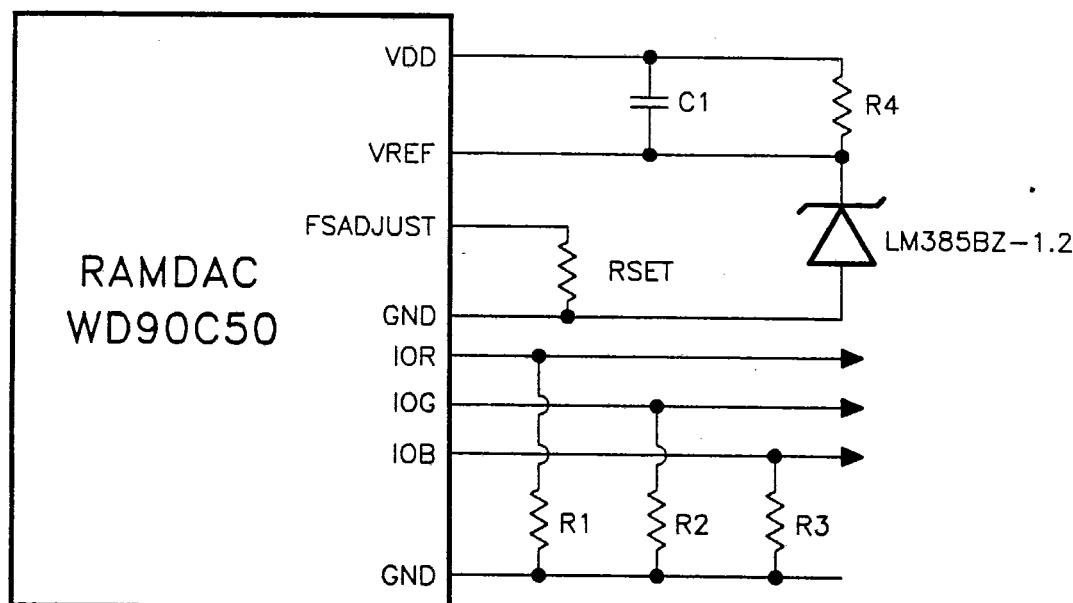 VDD
C1
R4
VREF
FSADJUST
LM385BZ-1.2
RAMDAC
WD90C50
RSET
GND
IOR
IOG
IOB
R1
R2
R3
GND